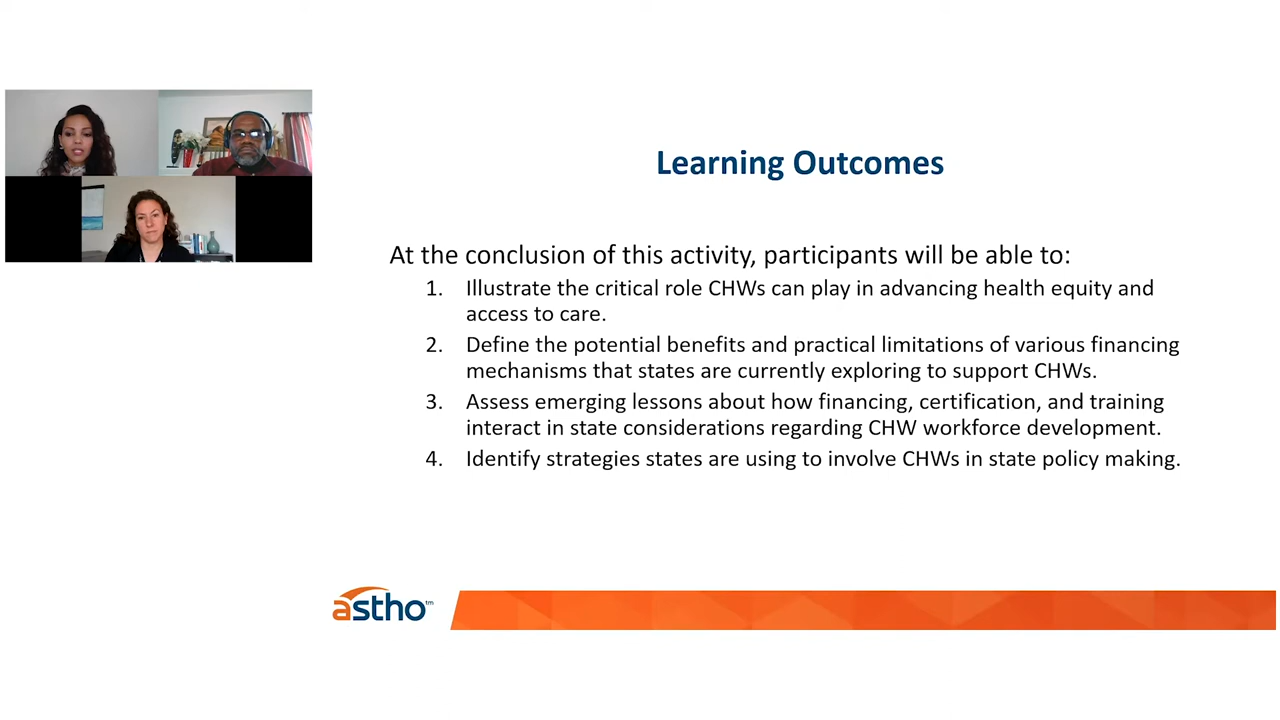 Learning Outcomes
At the conclusion of this activity, participants will be able to:
1. Illustrate the critical role CHWs can play in advancing health equity and
access to care.
2. Define the potential benefits and practical limitations of various financing
mechanisms that states are currently exploring to support CHWs.
3. Assess emerging lessons about how financing, certification, and training
interact in state considerations regarding CHW workforce development.
4. Identify strategies states are using to involve CHWs in state policy making.
astho™